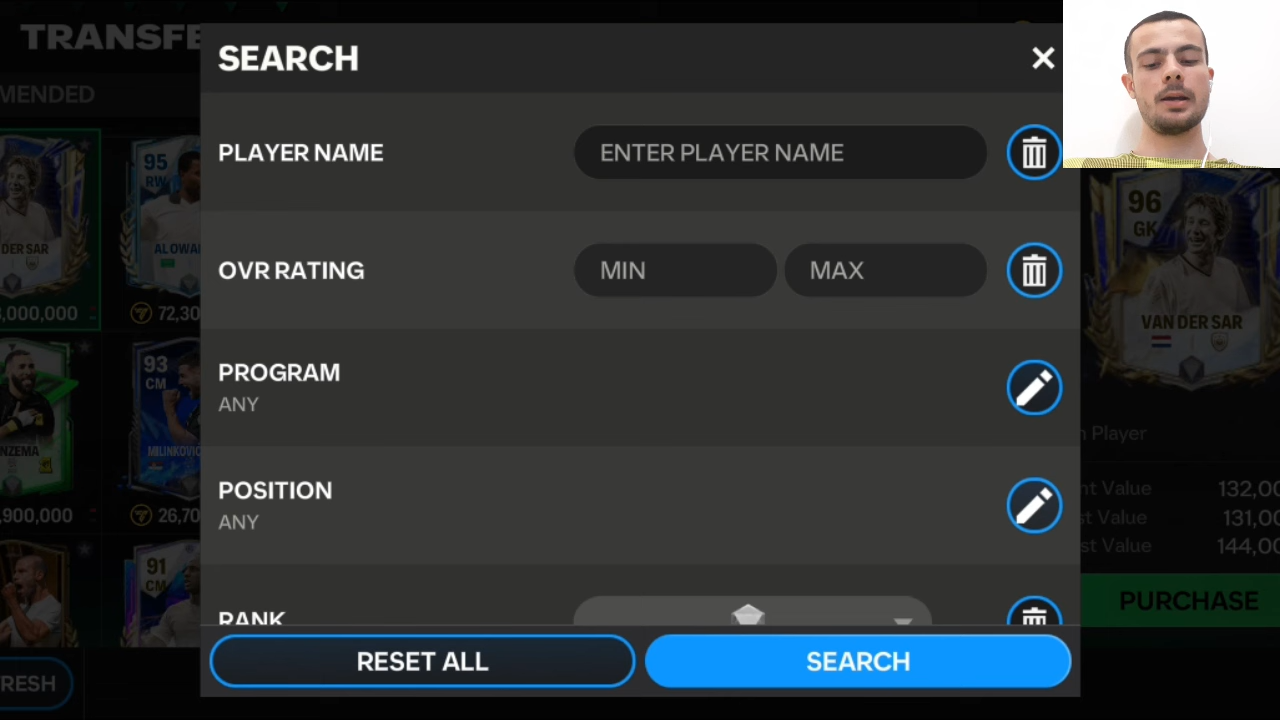 TRANSFE
SEARCH
MENDED
PLAYER NAME
ENTER PLAYER NAME
OVR RATING
MIN
MAX
PROGRAM
ANY
POSITION
ANY
RANK
RESET ALL
SEARCH
DER SAR
,000,000
95
RW
AL OWAI
72,30
NZEMA
,900,000
93
CM
MILINKOVIC
26,70
91
CM
RESH
96
GK
VAN DER SAR
n Player
nt Value
132,00
st Value
131,00
st Value
144,00
PURCHASE